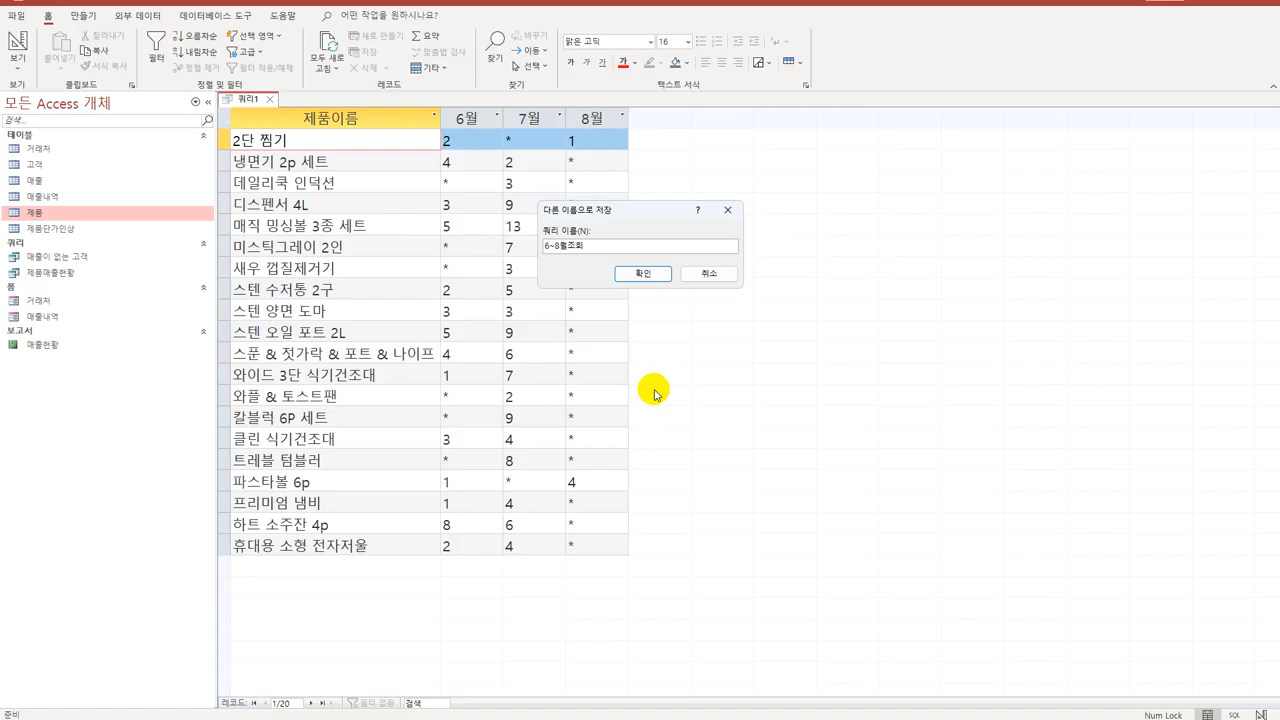 파일 홈 만들기 외부 데이터 데이터베이스 도구 도움말 어떤 작업을 원하시나요?
보기 붙여넣기 잘라내기 복사 서식 복사 필터 오름차순 내림차순 정렬 제거 선택 영역 고급 필터 적용/해제 모두 새로 고침 새로 만들기 저장 삭제 요약 맞춤법 검사 기타 찾기 바꾸기 이동 선택 맑은 고딕 16 가 가 가 가
보기 클립보드 정렬 및 필터 레코드 찾기 텍스트 서식
모든 Access 개체
검색...
테이블
거래처
고객
매출
매출내역
제품
제품단가인상
쿼리
매출이 없는 고객
제품매출현황
폼
거래처
매출내역
보고서
매출현황
쿼리1
제품이름 6월 7월 8월
2단 찜기 2 * 1
냉면기 2p 세트 4 2 *
데일리쿡 인덕션 * 3 *
디스펜서 4L 3 9
매직 밍싱볼 3종 세트 5 13
미스틱그레이 2인 * 7
새우 껍질제거기 * 3
스텐 수저통 2구 2 5 *
스텐 양면 도마 3 3 *
스텐 오일 포트 2L 5 9 *
스푼 & 젓가락 & 포트 & 나이프 4 6 *
와이드 3단 식기건조대 1 7 *
와플 & 토스트팬 * 2 *
칼블럭 6P 세트 * 9 *
클린 식기건조대 3 4 *
트레블 텀블러 * 8 *
파스타볼 6p 1 * 4
프리미엄 냄비 1 4 *
하트 소주잔 4p 8 6 *
휴대용 소형 전자저울 2 4 *
다른 이름으로 저장 ?
쿼리 이름(N):
6~8월조회
확인 취소
레코드: 1/20 필터 없음 검색
준비 Num Lock SQL